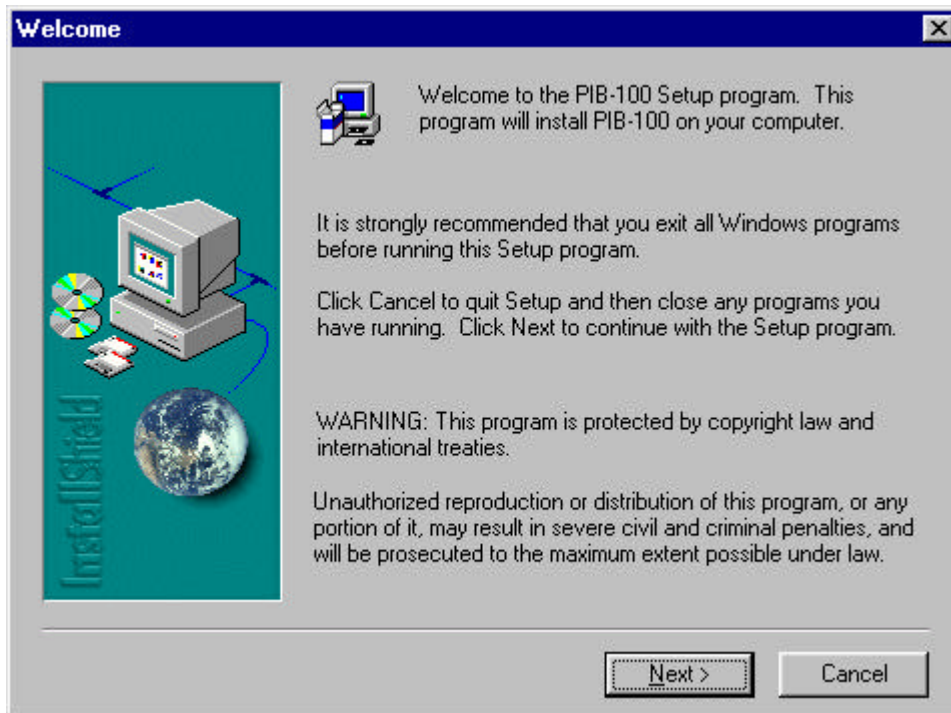 Welcome
Welcome to the PIB-100 Setup program. This
program will install PIB-100 on your computer.
It is strongly recommended that you exit all Windows programs
before running this Setup program.
Click Cancel to quit Setup and then close any programs you
have running. Click Next to continue with the Setup program.
WARNING: This program is protected by copyright law and
international treaties.
Unauthorized reproduction or distribution of this program, or any
portion of it, may result in severe civil and criminal penalties, and
will be prosecuted to the maximum extent possible under law.
InstallShield
Next >
Cancel